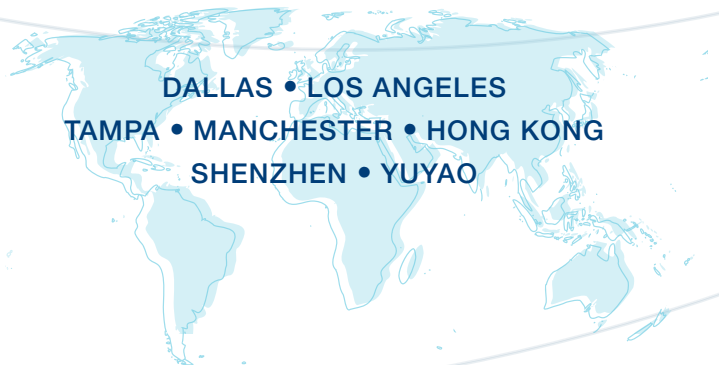 DALLAS • LOS ANGELES
TAMPA • MANCHESTER • HONG KONG
SHENZHEN • YUYAO